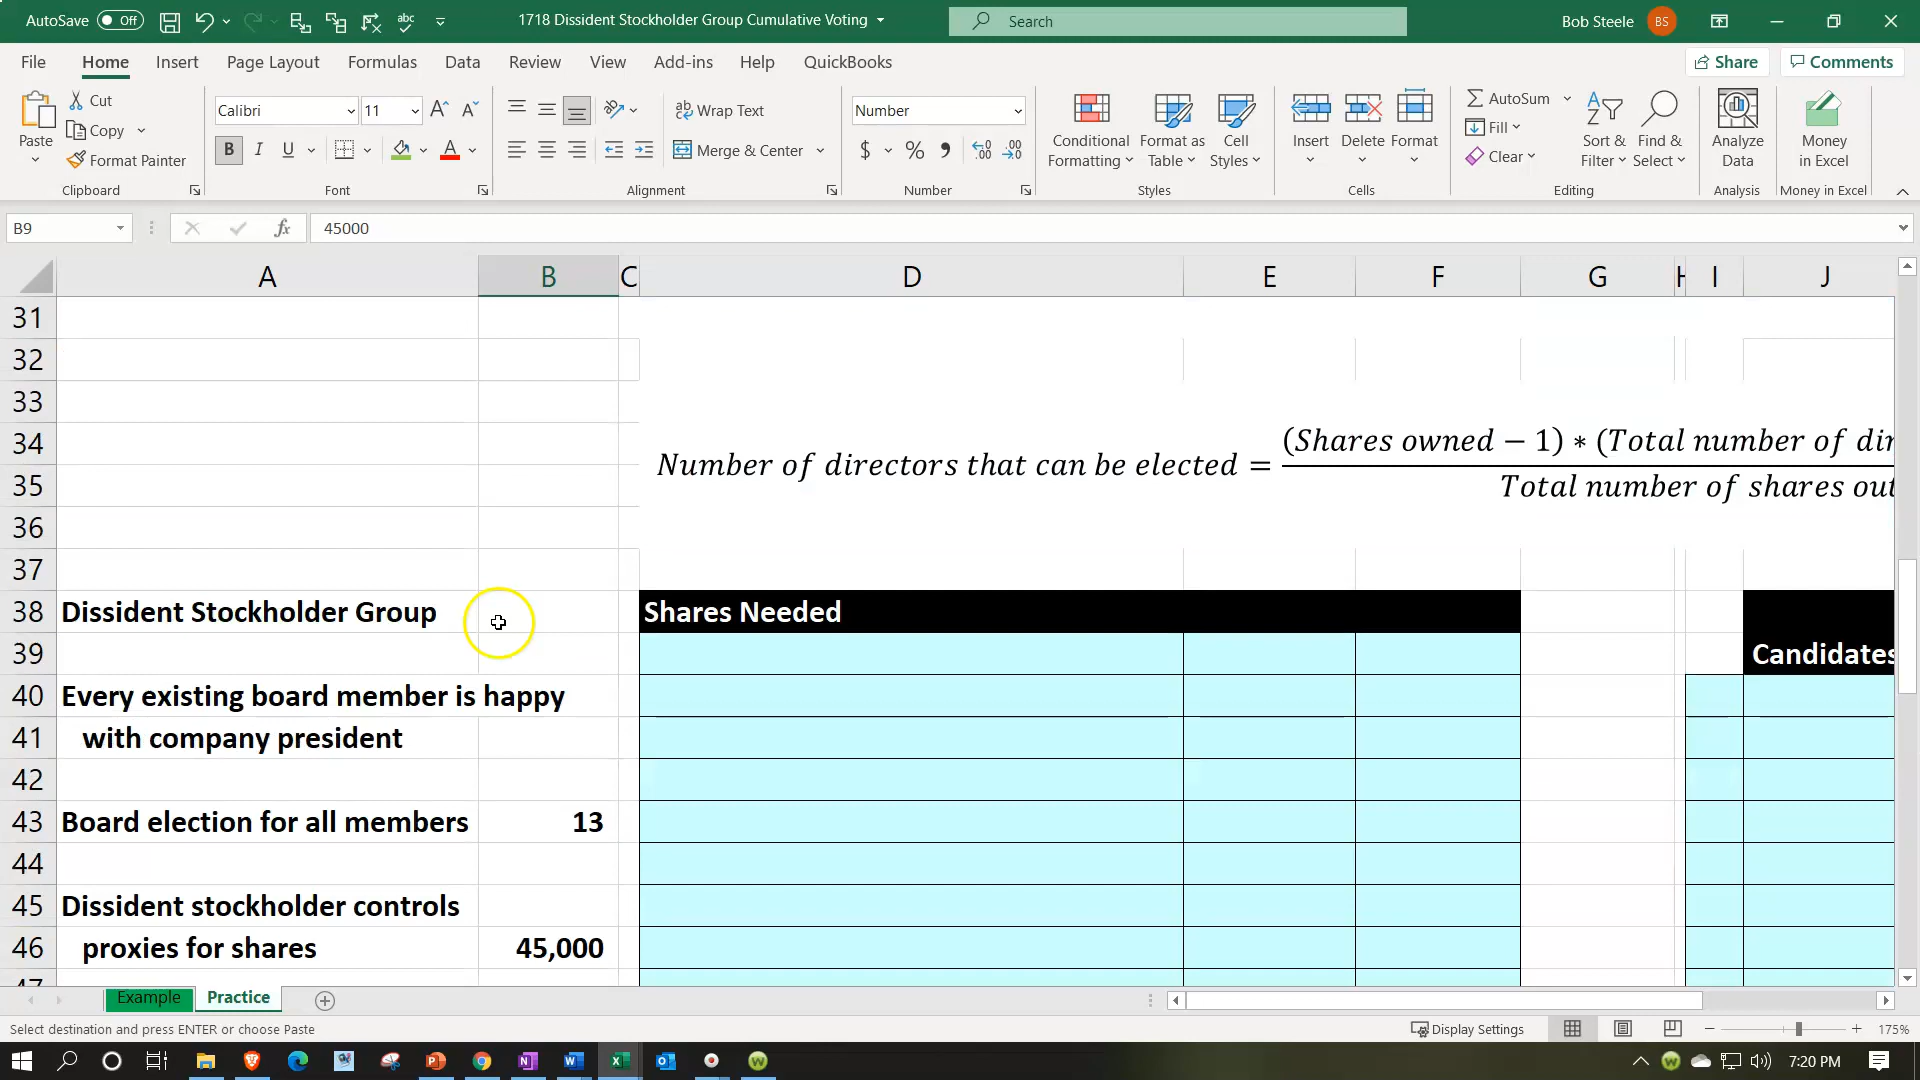 AutoSave Off
1718 Dissident Stockholder Group Cumulative Voting
Search
Bob Steele BS
File Home Insert Page Layout Formulas Data Review View Add-ins Help QuickBooks
Share Comments
Paste
Cut
Copy
Format Painter
Clipboard
Calibri 11
B I U A
Font
ab Wrap Text
Merge & Center
Alignment
Number
$ % 9
Number
Conditional Formatting
Format as Table
Cell Styles
Styles
Insert Delete Format
Cells
AutoSum
Fill
Clear
Sort & Filter
Find & Select
Editing
Analyze Data
Analysis
Money in Excel
Money in Excel
B9 fx 45000
A B C D E F G H I J
31
32
33
34 (Shares owned − 1) ∗ (Total number of dir
Number of directors that can be elected =
35 Total number of shares out
36
37
38 Dissident Stockholder Group Shares Needed
39 Candidates
40 Every existing board member is happy
41 with company president
42
43 Board election for all members 13
44
45 Dissident stockholder controls
46 proxies for shares 45,000
47
Example Practice
Select destination and press ENTER or choose Paste
Display Settings
175%
7:20 PM